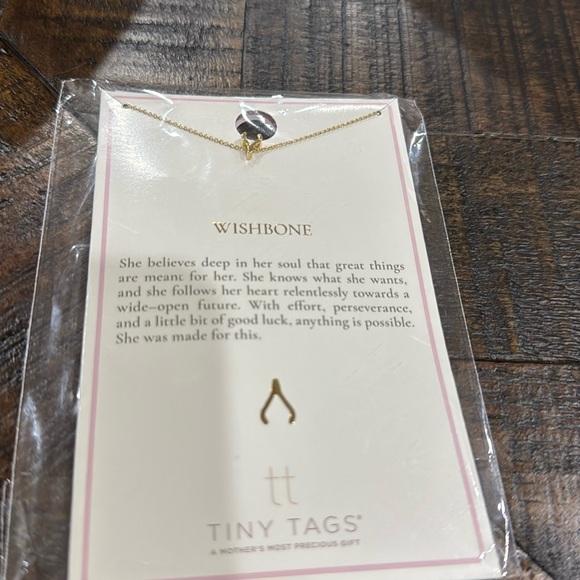 WISHBONE
She believes deep in her soul that great things
are meant for her. She knows what she wants,
and she follows her heart relentlessly towards a
wide-open future. With effort, perseverance,
and a little bit of good luck, anything is possible.
She was made for this.
tt
TINY TAGS®
A MOTHER'S MOST PRECIOUS GIFT